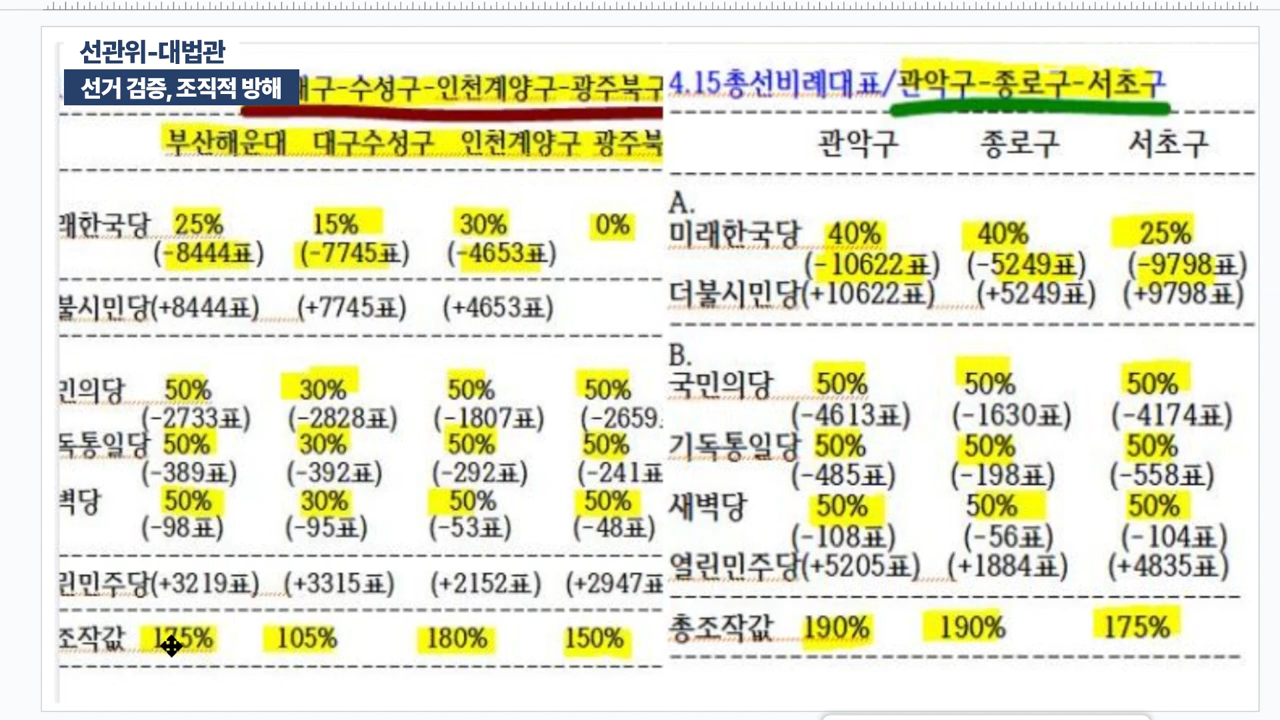 선관위-대법관
선거 검증, 조직적 방해
구-수성구-인천계양구-광주북구
부산해운대 대구수성구 인천계양구 광주북
래한국당 25% 15% 30% 0%
(-8444표) (-7745표) (-4653표)
불시민당(+8444표) (+7745표) (+4653표)
민의당 50% 30% 50% 50%
(-2733표) (-2828표) (-1807표) (-2659
독통일당 50% 30% 50% 50%
(-389표) (-392표) (-292표) (-241표
벽당 50% 30% 50% 50%
(-98표) (-95표) (-53표) (-48표)
린민주당(+3219표) (+3315표) (+2152표) (+2947표
조작값 175% 105% 180% 150%
4.15총선비례대표/관악구-종로구-서초구
관악구 종로구 서초구
A.
미래한국당 40% 40% 25%
(-10622표) (-5249표) (-9798표)
더불시민당(+10622표) (+5249표) (+9798표)
B.
국민의당 50% 50% 50%
(-4613표) (-1630표) (-4174표)
기독통일당 50% 50% 50%
(-485표) (-198표) (-558표)
새벽당 50% 50% 50%
(-108표) (-56표) (-104표)
열린민주당(+5205표) (+1884표) (+4835표)
총조작값 190% 190% 175%